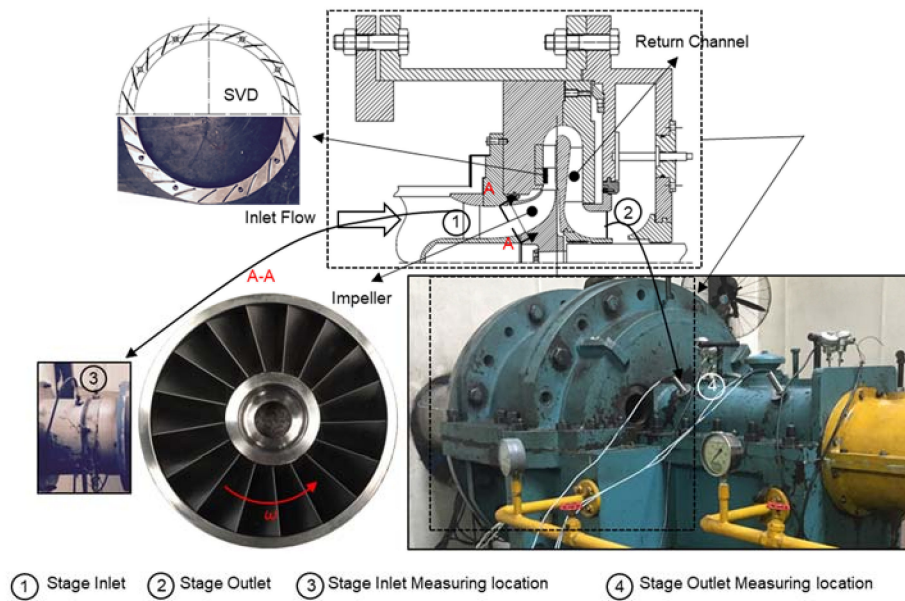 SVD
Return Channel
Inlet Flow
1
A
A
2
A-A
Impeller
3
4
ω
1 Stage Inlet 2 Stage Outlet 3 Stage Inlet Measuring location 4 Stage Outlet Measuring location